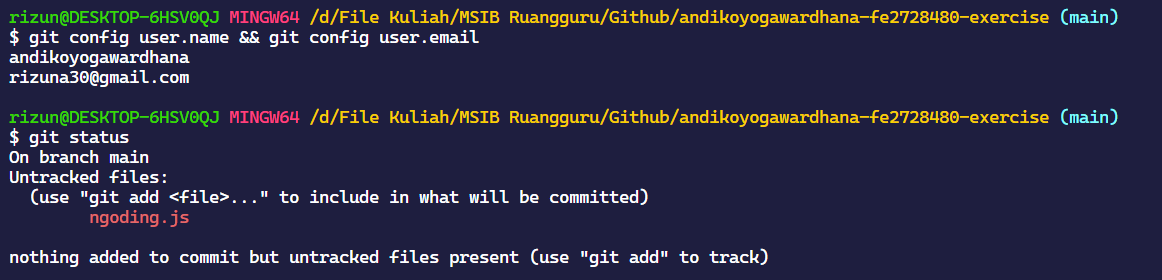 rizun@DESKTOP-6HSV0QJ MINGW64 /d/File Kuliah/MSIB Ruangguru/Github/andikoyogawardhana-fe2728480-exercise (main)
$ git config user.name && git config user.email
andikoyogawardhana
rizuna30@gmail.com

rizun@DESKTOP-6HSV0QJ MINGW64 /d/File Kuliah/MSIB Ruangguru/Github/andikoyogawardhana-fe2728480-exercise (main)
$ git status
On branch main
Untracked files:
  (use "git add <file>..." to include in what will be committed)
        ngoding.js

nothing added to commit but untracked files present (use "git add" to track)